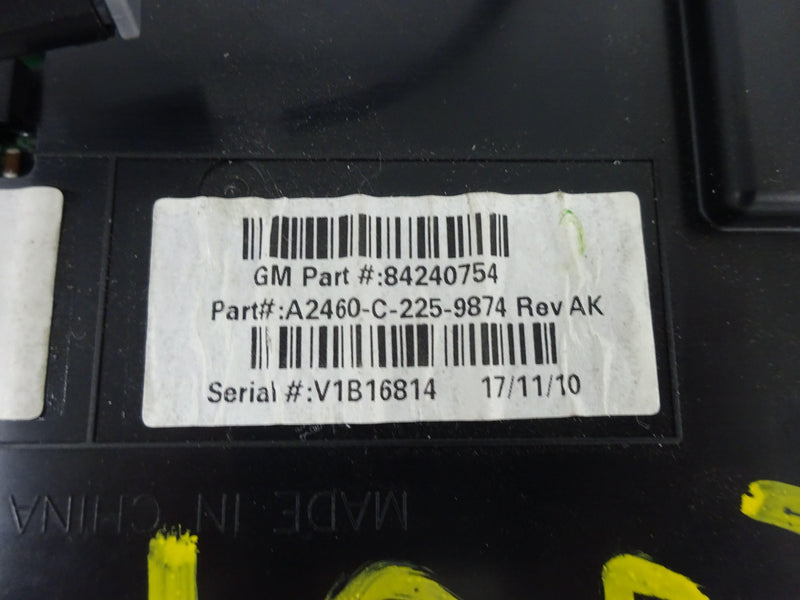 GM Part #:84240754
Part#:A2460-C-225-9874 Rev AK
Serial #:V1B16814 17/11/10
MADE IN CHINA